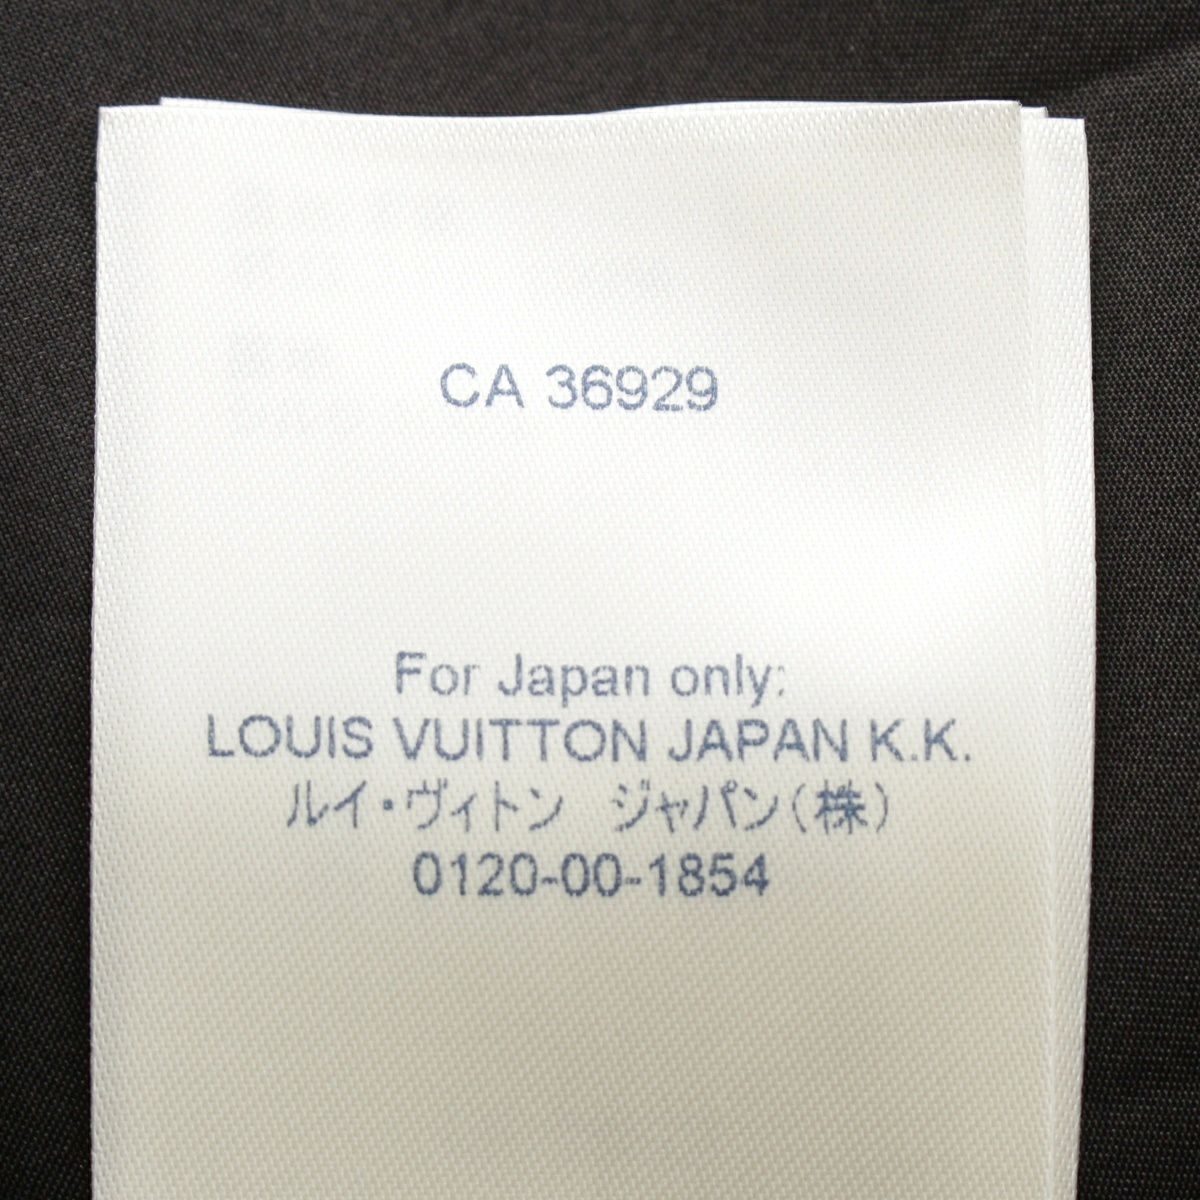 CA 36929
For Japan only:
LOUIS VUITTON JAPAN K.K.
ルイ・ヴィトン　ジャパン(株)
0120-00-1854